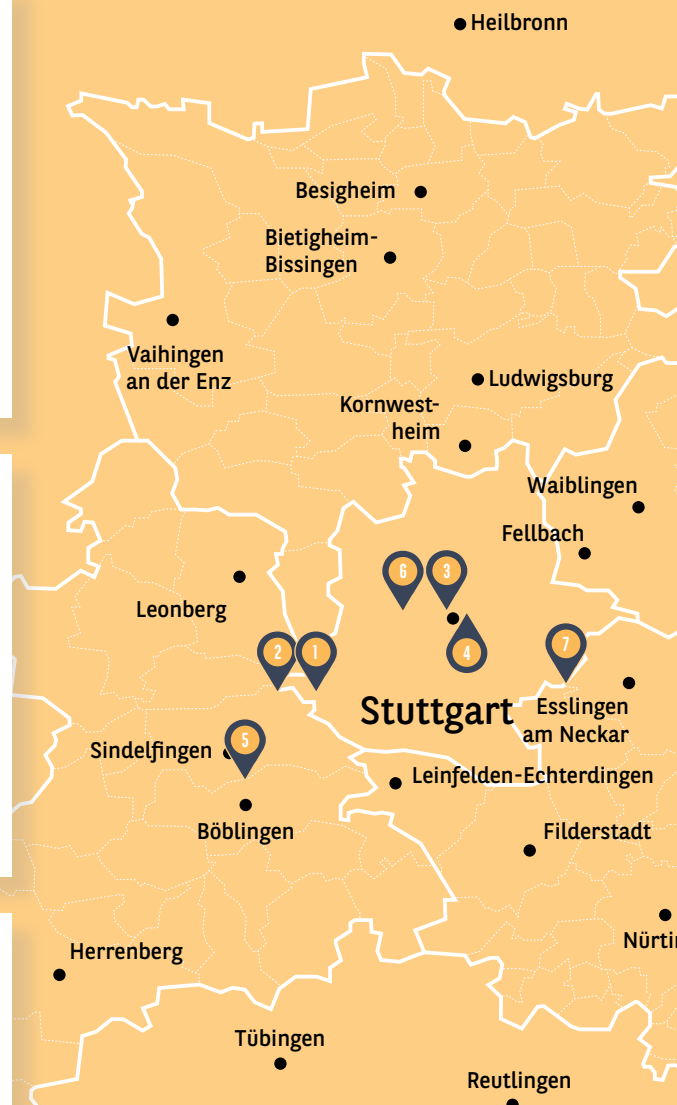 Heilbronn
Besigheim
Bietigheim-
Bissingen
Vaihingen
an der Enz
Ludwigsburg
Kornwest-
heim
Waiblingen
Fellbach
6
3
Leonberg
2
1
4
7
Stuttgart
Esslingen
am Neckar
5
Sindelfingen
Leinfelden-Echterdingen
Böblingen
Filderstadt
Herrenberg
Nürti
Tübingen
Reutlingen